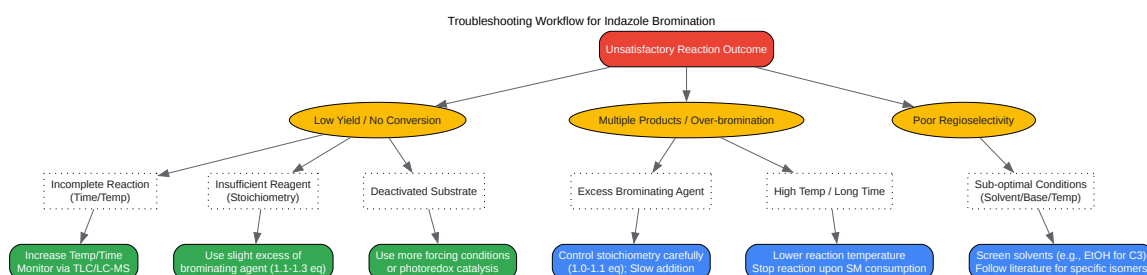 Troubleshooting Workflow for Indazole Bromination
Unsatisfactory Reaction Outcome
Low Yield / No Conversion
Multiple Products / Over-bromination
Poor Regioselectivity
Incomplete Reaction
(Time/Temp)
Insufficient Reagent
(Stoichiometry)
Deactivated Substrate
Excess Brominating Agent
High Temp / Long Time
Sub-optimal Conditions
(Solvent/Base/Temp)
Increase Temp/Time
Monitor via TLC/LC-MS
Use slight excess of
brominating agent (1.1-1.3 eq)
Use more forcing conditions
or photoredox catalysis
Control stoichiometry carefully
(1.0-1.1 eq); Slow addition
Lower reaction temperature
Stop reaction upon SM consumption
Screen solvents (e.g., EtOH for C3)
Follow literature for specific